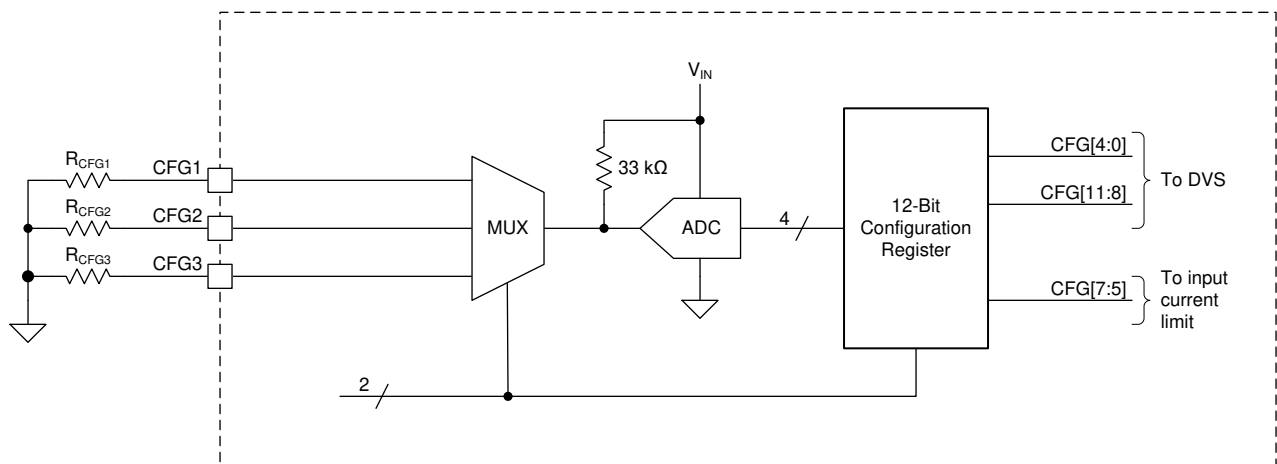 V_IN
R_CFG1
CFG1
33 kΩ
CFG[4:0]
To DVS
R_CFG2
CFG2
MUX
ADC
4
12-Bit
Configuration
Register
CFG[11:8]
R_CFG3
CFG3
CFG[7:5]
To input
current
limit
2